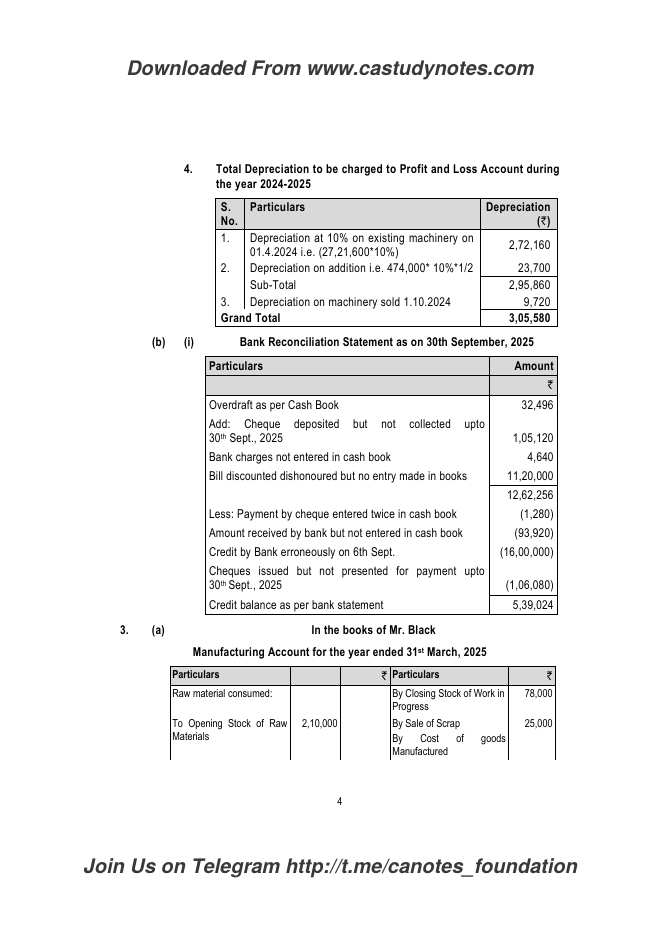 Downloaded From www.castudynotes.com
4. Total Depreciation to be charged to Profit and Loss Account during
the year 2024-2025
S. No. Particulars Depreciation (₹)
1. Depreciation at 10% on existing machinery on
01.4.2024 i.e. (27,21,600*10%) 2,72,160
2. Depreciation on addition i.e. 474,000* 10%*1/2 23,700
Sub-Total 2,95,860
3. Depreciation on machinery sold 1.10.2024 9,720
Grand Total 3,05,580
(b) (i) Bank Reconciliation Statement as on 30th September, 2025
Particulars Amount
₹
Overdraft as per Cash Book 32,496
Add: Cheque deposited but not collected upto
30th Sept., 2025 1,05,120
Bank charges not entered in cash book 4,640
Bill discounted dishonoured but no entry made in books 11,20,000
12,62,256
Less: Payment by cheque entered twice in cash book (1,280)
Amount received by bank but not entered in cash book (93,920)
Credit by Bank erroneously on 6th Sept. (16,00,000)
Cheques issued but not presented for payment upto
30th Sept., 2025 (1,06,080)
Credit balance as per bank statement 5,39,024
3. (a) In the books of Mr. Black
Manufacturing Account for the year ended 31st March, 2025
Particulars ₹ Particulars ₹
Raw material consumed: By Closing Stock of Work in 78,000
Progress
To Opening Stock of Raw 2,10,000 By Sale of Scrap 25,000
Materials By Cost of goods
Manufactured
4
Join Us on Telegram http://t.me/canotes_foundation